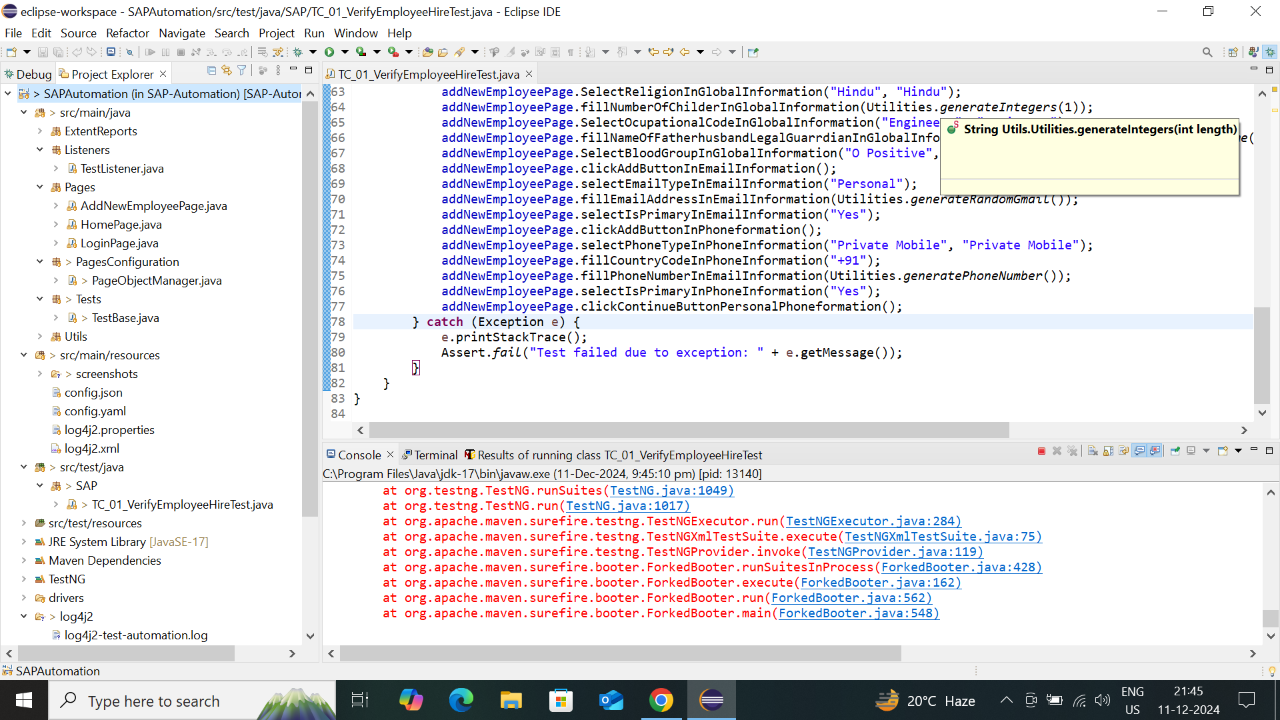 eclipse-workspace - SAPAutomation/src/test/java/SAP/TC_01_VerifyEmployeeHireTest.java - Eclipse IDE
File Edit Source Refactor Navigate Search Project Run Window Help
Debug Project Explorer
> SAPAutomation (in SAP-Automation) [SAP-Autor
> src/main/java
ExtentReports
Listeners
TestListener.java
Pages
AddNewEmployeePage.java
HomePage.java
LoginPage.java
> PagesConfiguration
> PageObjectManager.java
> Tests
> TestBase.java
Utils
> src/main/resources
> screenshots
config.json
config.yaml
log4j2.properties
log4j2.xml
> src/test/java
> SAP
> TC_01_VerifyEmployeeHireTest.java
src/test/resources
JRE System Library [JavaSE-17]
Maven Dependencies
TestNG
drivers
> log4j2
log4j2-test-automation.log
TC_01_VerifyEmployeeHireTest.java
63 addNewEmployeePage.SelectReligionInGlobalInformation("Hindu", "Hindu");
64 addNewEmployeePage.fillNumberOfChilderInGlobalInformation(Utilities.generateIntegers(1));
65 addNewEmployeePage.SelectOcupationalCodeInGlobalInformation("Enginee
66 addNewEmployeePage.fillNameOfFatherhusbandLegalGuarrdianInGlobalInfo
67 addNewEmployeePage.SelectBloodGroupInGlobalInformation("O Positive",
68 addNewEmployeePage.clickAddButtonInEmailInformation();
69 addNewEmployeePage.selectEmailTypeInEmailInformation("Personal");
70 addNewEmployeePage.fillEmailAddressInEmailInformation(Utilities.generateRandomGmail());
71 addNewEmployeePage.selectIsPrimaryInEmailInformation("Yes");
72 addNewEmployeePage.clickAddButtonInPhoneformation();
73 addNewEmployeePage.selectPhoneTypeInPhoneInformation("Private Mobile", "Private Mobile");
74 addNewEmployeePage.fillCountryCodeInPhoneInformation("+91");
75 addNewEmployeePage.fillPhoneNumberInEmailInformation(Utilities.generatePhoneNumber());
76 addNewEmployeePage.selectIsPrimaryInPhoneInformation("Yes");
77 addNewEmployeePage.clickContinueButtonPersonalPhoneformation();
78 } catch (Exception e) {
79 e.printStackTrace();
80 Assert.fail("Test failed due to exception: " + e.getMessage());
81 }
82 }
83 }
84
String Utils.Utilities.generateIntegers(int length)
Console Terminal Results of running class TC_01_VerifyEmployeeHireTest
C:\Program Files\Java\jdk-17\bin\javaw.exe (11-Dec-2024, 9:45:10 pm) [pid: 13140]
at org.testng.TestNG.runSuites(TestNG.java:1049)
at org.testng.TestNG.run(TestNG.java:1017)
at org.apache.maven.surefire.testng.TestNGExecutor.run(TestNGExecutor.java:284)
at org.apache.maven.surefire.testng.TestNGXmlTestSuite.execute(TestNGXmlTestSuite.java:75)
at org.apache.maven.surefire.testng.TestNGProvider.invoke(TestNGProvider.java:119)
at org.apache.maven.surefire.booter.ForkedBooter.runSuitesInProcess(ForkedBooter.java:428)
at org.apache.maven.surefire.booter.ForkedBooter.execute(ForkedBooter.java:162)
at org.apache.maven.surefire.booter.ForkedBooter.run(ForkedBooter.java:562)
at org.apache.maven.surefire.booter.ForkedBooter.main(ForkedBooter.java:548)
SAPAutomation
Type here to search
20°C Haze
ENG
US
21:45
11-12-2024